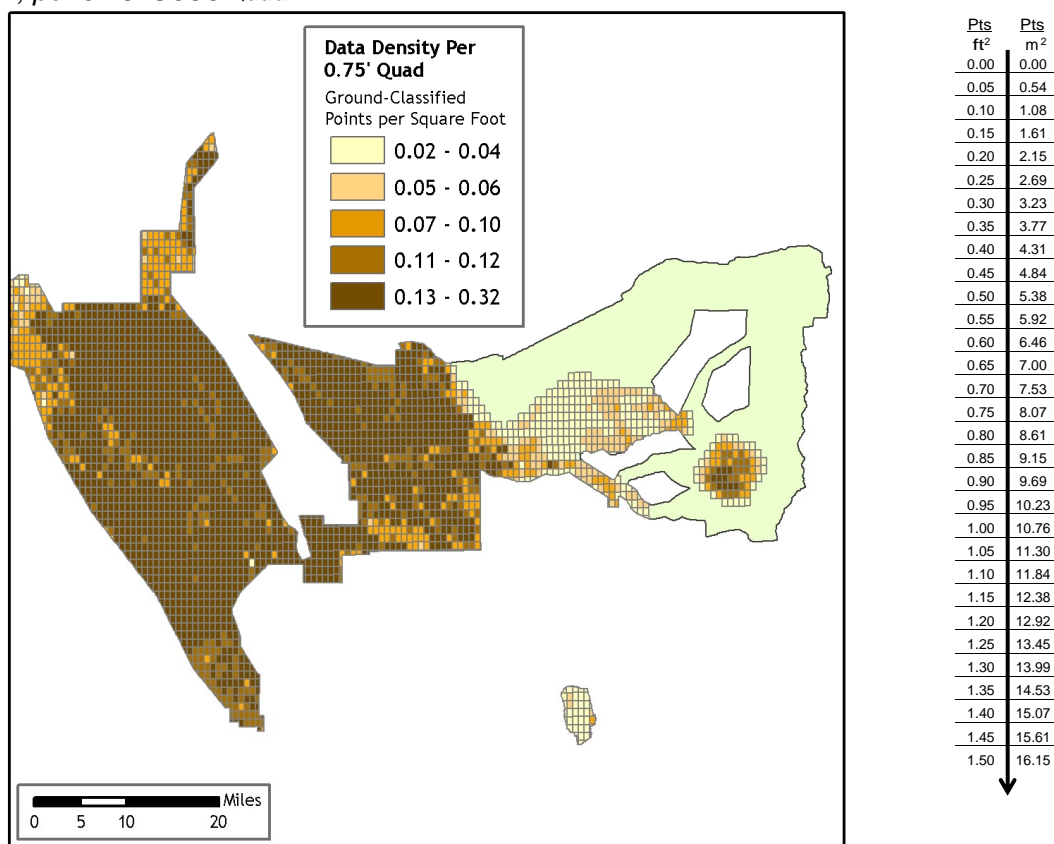 Data Density Per
0.75' Quad
Ground-Classified
Points per Square Foot
0.02 - 0.04
0.05 - 0.06
0.07 - 0.10
0.11 - 0.12
0.13 - 0.32
Miles
0 5 10 20
Pts Pts
ft² m²
0.00 0.00
0.05 0.54
0.10 1.08
0.15 1.61
0.20 2.15
0.25 2.69
0.30 3.23
0.35 3.77
0.40 4.31
0.45 4.84
0.50 5.38
0.55 5.92
0.60 6.46
0.65 7.00
0.70 7.53
0.75 8.07
0.80 8.61
0.85 9.15
0.90 9.69
0.95 10.23
1.00 10.76
1.05 11.30
1.10 11.84
1.15 12.38
1.20 12.92
1.25 13.45
1.30 13.99
1.35 14.53
1.40 15.07
1.45 15.61
1.50 16.15